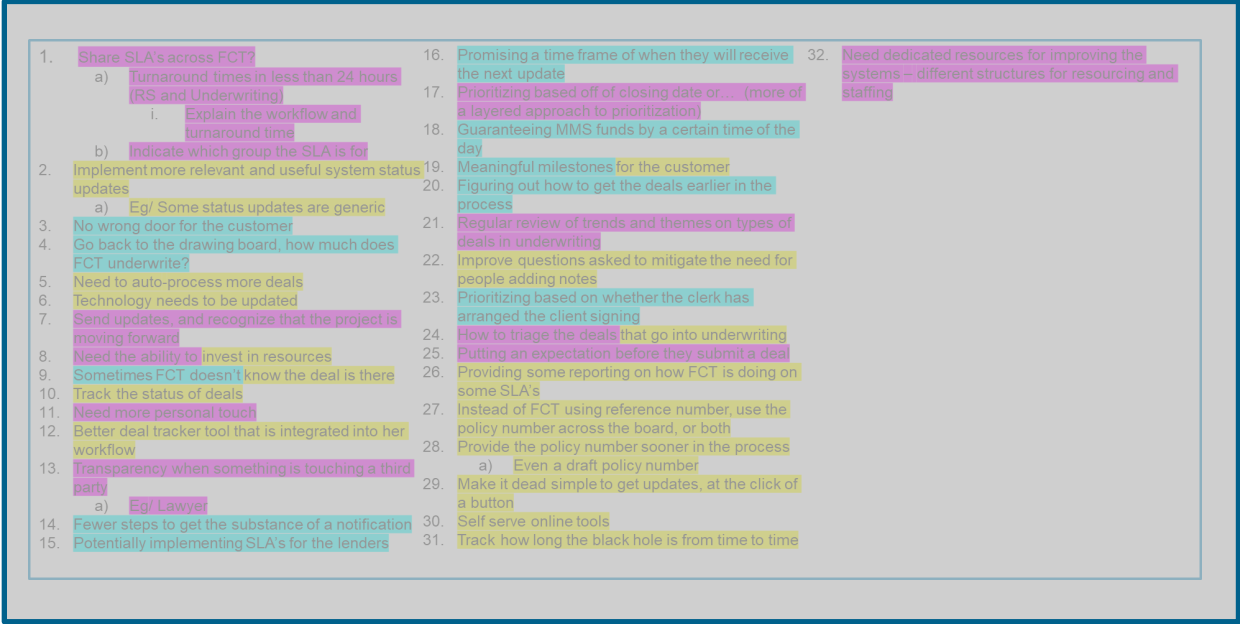 1. Share SLA's across FCT?
a) Turnaround times in less than 24 hours
(RS and Underwriting)
i. Explain the workflow and
turnaround time
b) Indicate which group the SLA is for
2. Implement more relevant and useful system status
updates
a) Eg/ Some status updates are generic
3. No wrong door for the customer
4. Go back to the drawing board, how much does
FCT underwrite?
5. Need to auto-process more deals
6. Technology needs to be updated
7. Send updates, and recognize that the project is
moving forward
8. Need the ability to invest in resources
9. Sometimes FCT doesn't know the deal is there
10. Track the status of deals
11. Need more personal touch
12. Better deal tracker tool that is integrated into her
workflow
13. Transparency when something is touching a third
party
a) Eg/ Lawyer
14. Fewer steps to get the substance of a notification
15. Potentially implementing SLA's for the lenders
16. Promising a time frame of when they will receive
the next update
17. Prioritizing based off of closing date or… (more of
a layered approach to prioritization)
18. Guaranteeing MMS funds by a certain time of the
day
19. Meaningful milestones for the customer
20. Figuring out how to get the deals earlier in the
process
21. Regular review of trends and themes on types of
deals in underwriting
22. Improve questions asked to mitigate the need for
people adding notes
23. Prioritizing based on whether the clerk has
arranged the client signing
24. How to triage the deals that go into underwriting
25. Putting an expectation before they submit a deal
26. Providing some reporting on how FCT is doing on
some SLA's
27. Instead of FCT using reference number, use the
policy number across the board, or both
28. Provide the policy number sooner in the process
a) Even a draft policy number
29. Make it dead simple to get updates, at the click of
a button
30. Self serve online tools
31. Track how long the black hole is from time to time
32. Need dedicated resources for improving the
systems – different structures for resourcing and
staffing